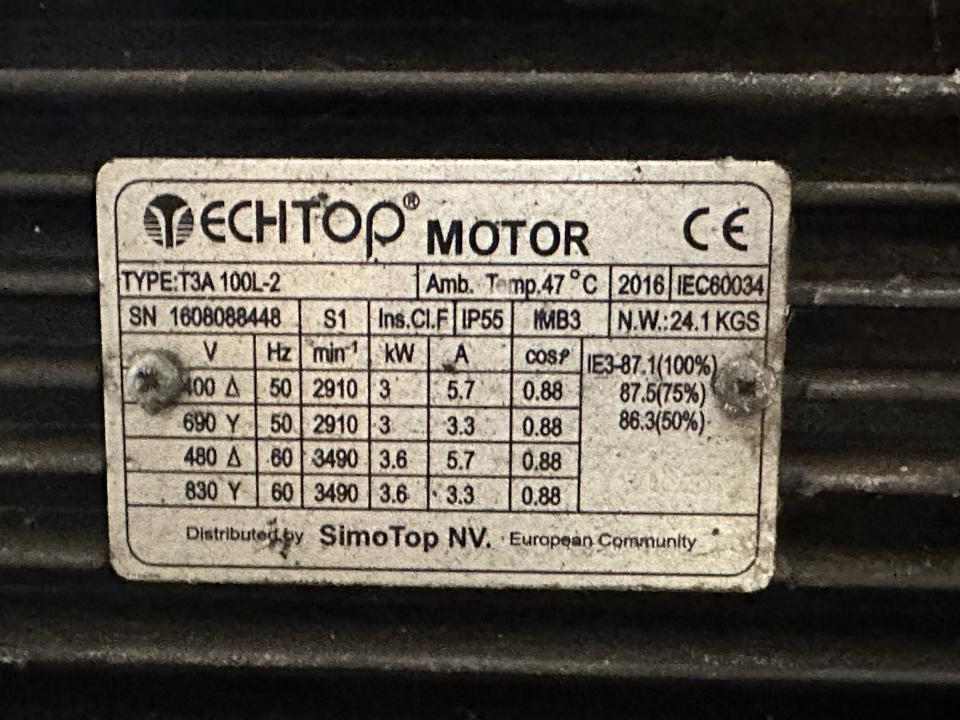 TECHTOP® MOTOR CE
TYPE:T3A 100L-2 Amb. Temp.47°C 2016 IEC60034
SN 1608088448 S1 Ins.Cl.F IP55 IMB3 N.W.:24.1 KGS
V Hz min⁻¹ kW A cosφ IE3-87.1(100%)
400 Δ 50 2910 3 5.7 0.88 87.5(75%)
690 Y 50 2910 3 3.3 0.88 86.3(50%)
480 Δ 60 3490 3.6 5.7 0.88
830 Y 60 3490 3.6 3.3 0.88
Distributed by SimoTop NV. European Community